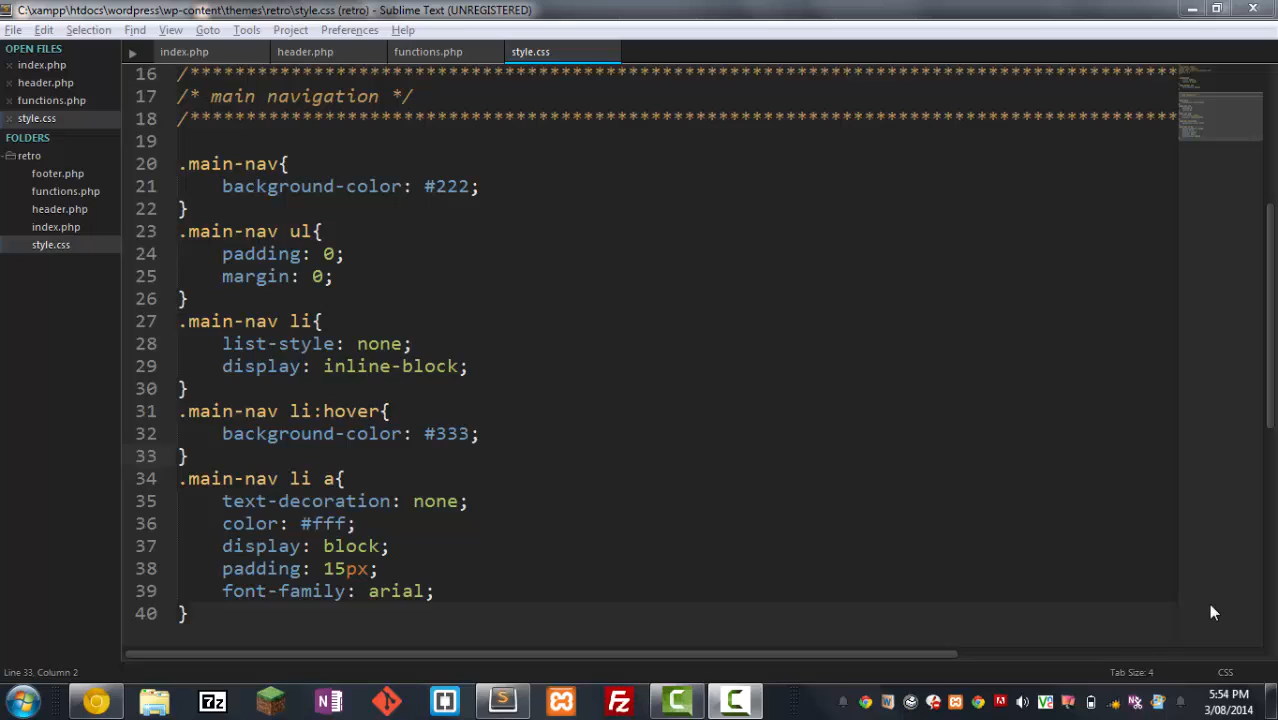 C:\xampp\htdocs\wordpress\wp-content\themes\retro\style.css (retro) - Sublime Text (UNREGISTERED)
File Edit Selection Find View Goto Tools Project Preferences Help
OPEN FILES
index.php
header.php
functions.php
style.css
FOLDERS
retro
footer.php
functions.php
header.php
index.php
style.css
index.php header.php functions.php style.css
16 /*****************************************************************************************
17 /* main navigation */
18 /*****************************************************************************************
19
20 .main-nav{
21 background-color: #222;
22 }
23 .main-nav ul{
24 padding: 0;
25 margin: 0;
26 }
27 .main-nav li{
28 list-style: none;
29 display: inline-block;
30 }
31 .main-nav li:hover{
32 background-color: #333;
33 }
34 .main-nav li a{
35 text-decoration: none;
36 color: #fff;
37 display: block;
38 padding: 15px;
39 font-family: arial;
40 }
Line 33, Column 2 Tab Size: 4 CSS
7z
N
S
Fz
C
C
5:54 PM
3/08/2014